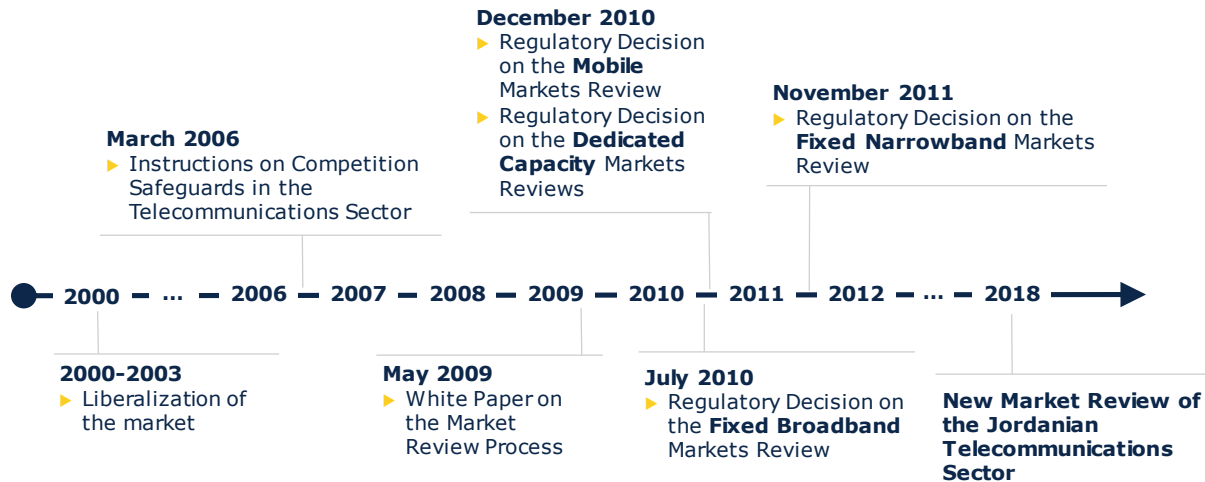 December 2010
► Regulatory Decision
on the Mobile
Markets Review
► Regulatory Decision
on the Dedicated
Capacity Markets
Reviews
November 2011
► Regulatory Decision on the
Fixed Narrowband Markets
Review
March 2006
► Instructions on Competition
Safeguards in the
Telecommunications Sector
2000 ... 2006 2007 2008 2009 2010 2011 2012 ... 2018
2000-2003
► Liberalization of
the market
May 2009
► White Paper on
the Market
Review Process
July 2010
► Regulatory Decision on
the Fixed Broadband
Markets Review
New Market Review of
the Jordanian
Telecommunications
Sector